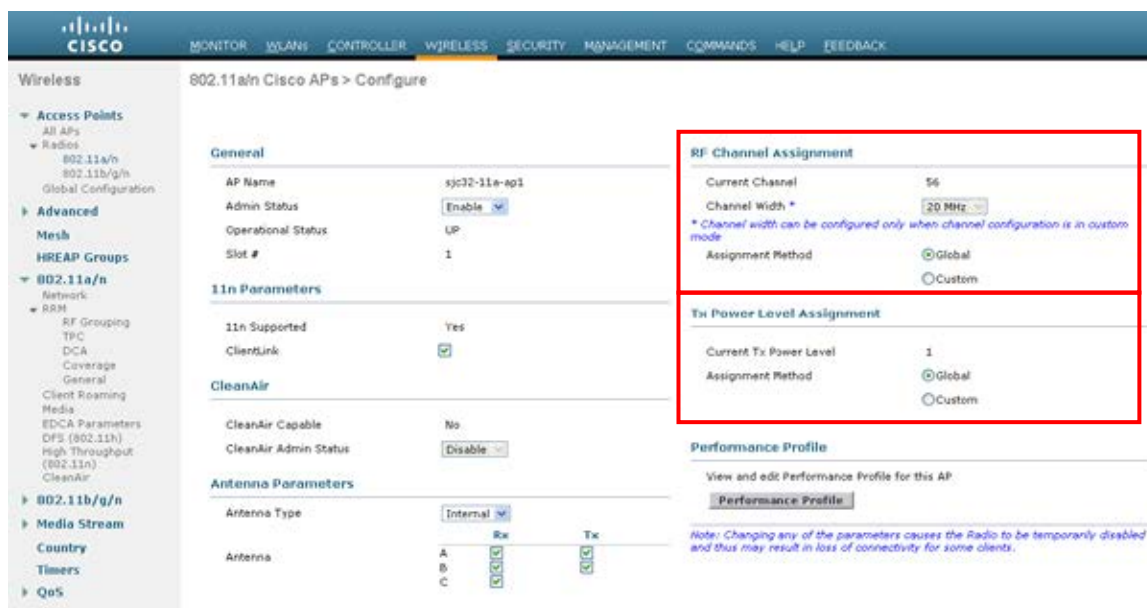 CISCO
MONITOR WLANs CONTROLLER WIRELESS SECURITY MANAGEMENT COMMANDS HELP FEEDBACK
Wireless
Access Points
All APs
Radios
802.11a/n
802.11b/g/n
Global Configuration
Advanced
Mesh
HREAP Groups
802.11a/n
Network
RRM
RF Grouping
TPC
DCA
Coverage
General
Client Roaming
Media
EDCA Parameters
DFS (802.11h)
High Throughput
(802.11n)
CleanAir
802.11b/g/n
Media Stream
Country
Timers
QoS
802.11a/n Cisco APs > Configure
General
AP Name sjc32-11a-ap1
Admin Status Enable
Operational Status UP
Slot # 1
11n Parameters
11n Supported Yes
ClientLink
CleanAir
CleanAir Capable No
CleanAir Admin Status Disable
Antenna Parameters
Antenna Type Internal
Rx Tx
Antenna
A
B
C
RF Channel Assignment
Current Channel 56
Channel Width * 20 MHz
* Channel width can be configured only when channel configuration is in custom
mode
Assignment Method Global
Custom
Tx Power Level Assignment
Current Tx Power Level 1
Assignment Method Global
Custom
Performance Profile
View and edit Performance Profile for this AP
Performance Profile
Note: Changing any of the parameters causes the Radio to be temporarily disabled
and thus may result in loss of connectivity for some clients.